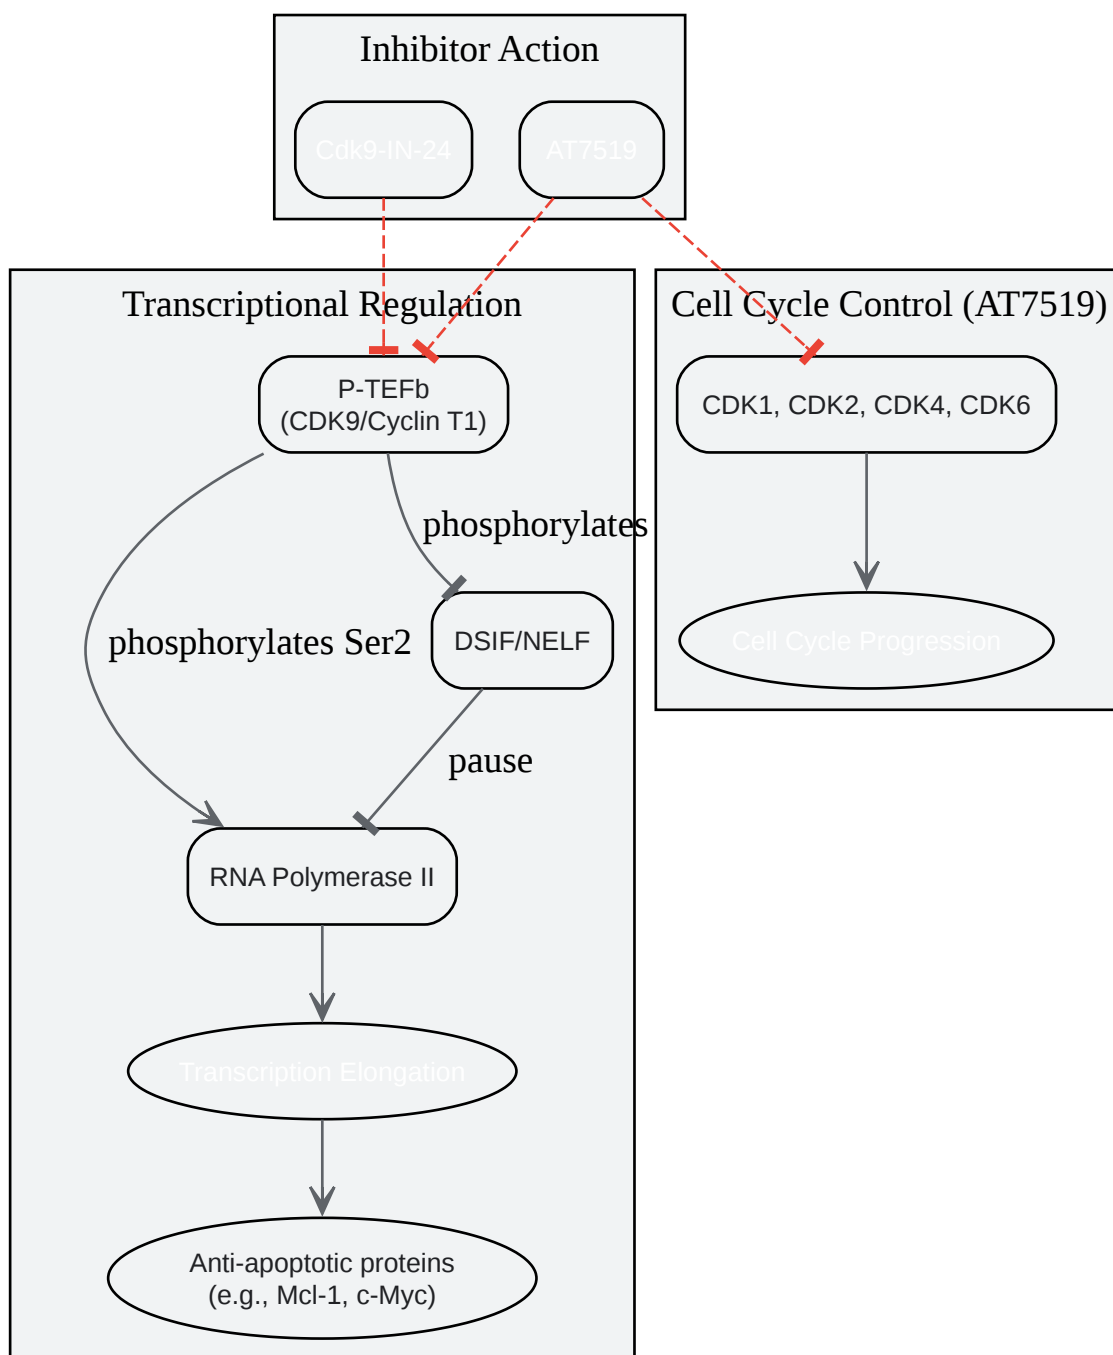 Inhibitor Action
Cdk9-IN-24
AT7519
Transcriptional Regulation
Cell Cycle Control (AT7519)
P-TEFb
(CDK9/Cyclin T1)
CDK1, CDK2, CDK4, CDK6
phosphorylates
phosphorylates Ser2
DSIF/NELF
Cell Cycle Progression
pause
RNA Polymerase II
Transcription Elongation
Anti-apoptotic proteins
(e.g., Mcl-1, c-Myc)